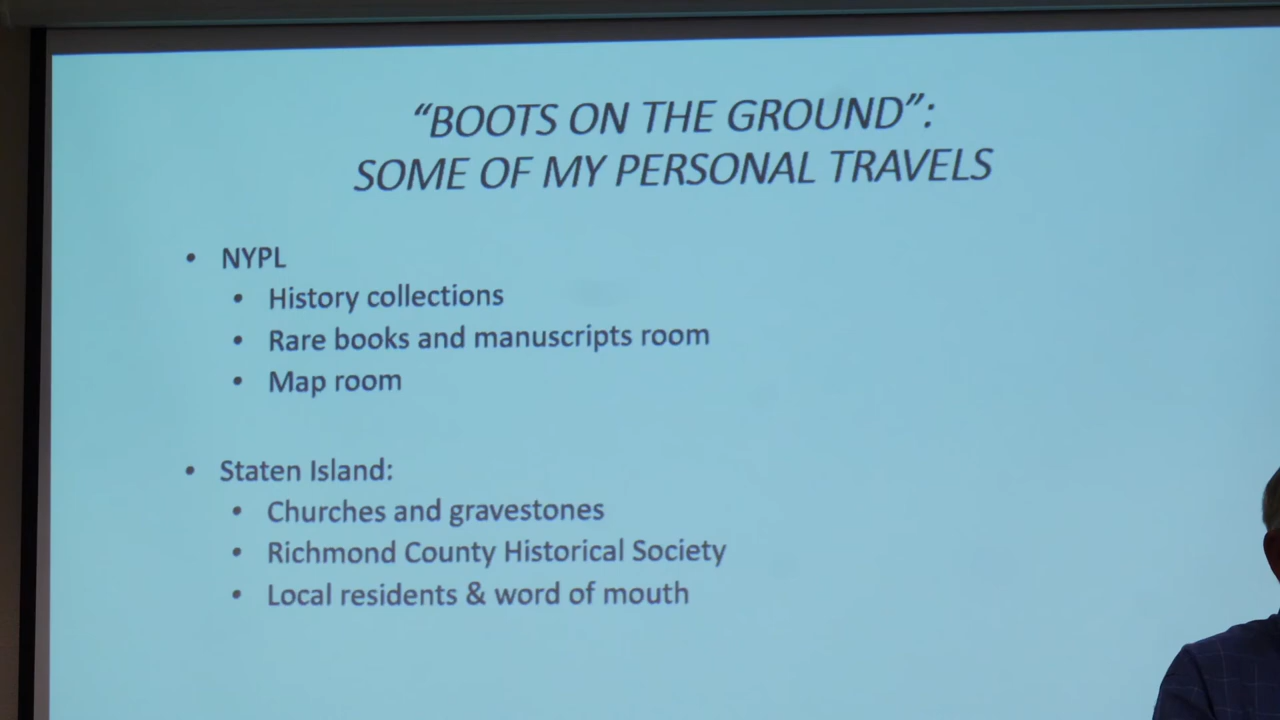 “BOOTS ON THE GROUND”:
SOME OF MY PERSONAL TRAVELS
• NYPL
• History collections
• Rare books and manuscripts room
• Map room
• Staten Island:
• Churches and gravestones
• Richmond County Historical Society
• Local residents & word of mouth